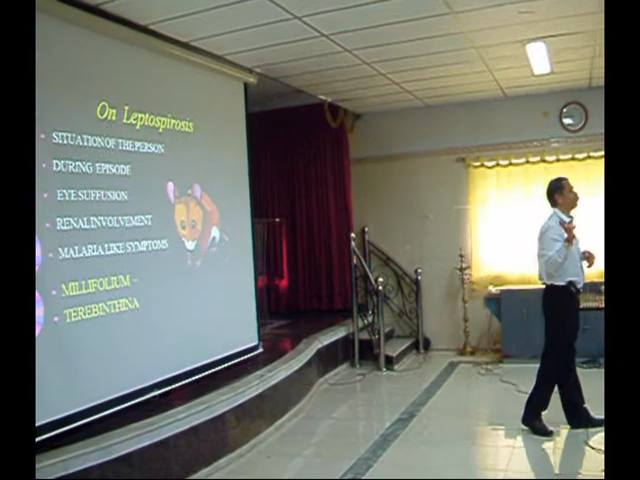 On Leptospirosis
SITUATION OF THE PERSON
DURING EPISODE
EYE SUFFUSION
RENAL INVOLVEMENT
MALARIA LIKE SYMPTOMS
MILLIFOLIUM –
TEREBINTHINA